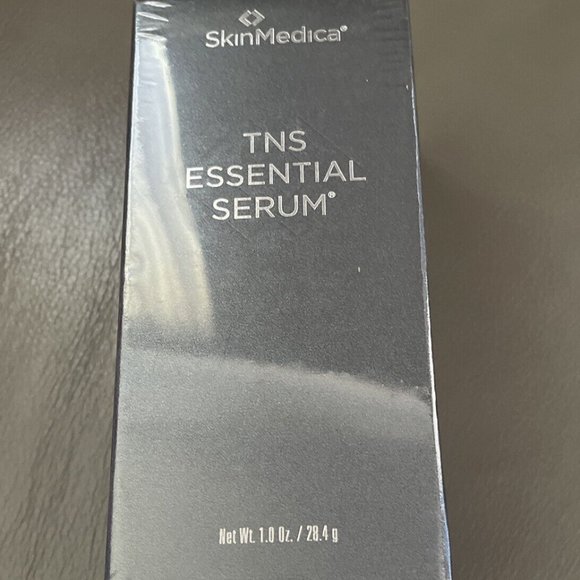 SkinMedica®
TNS
ESSENTIAL
SERUM®
Net Wt. 1.0 Oz. / 28.4 g